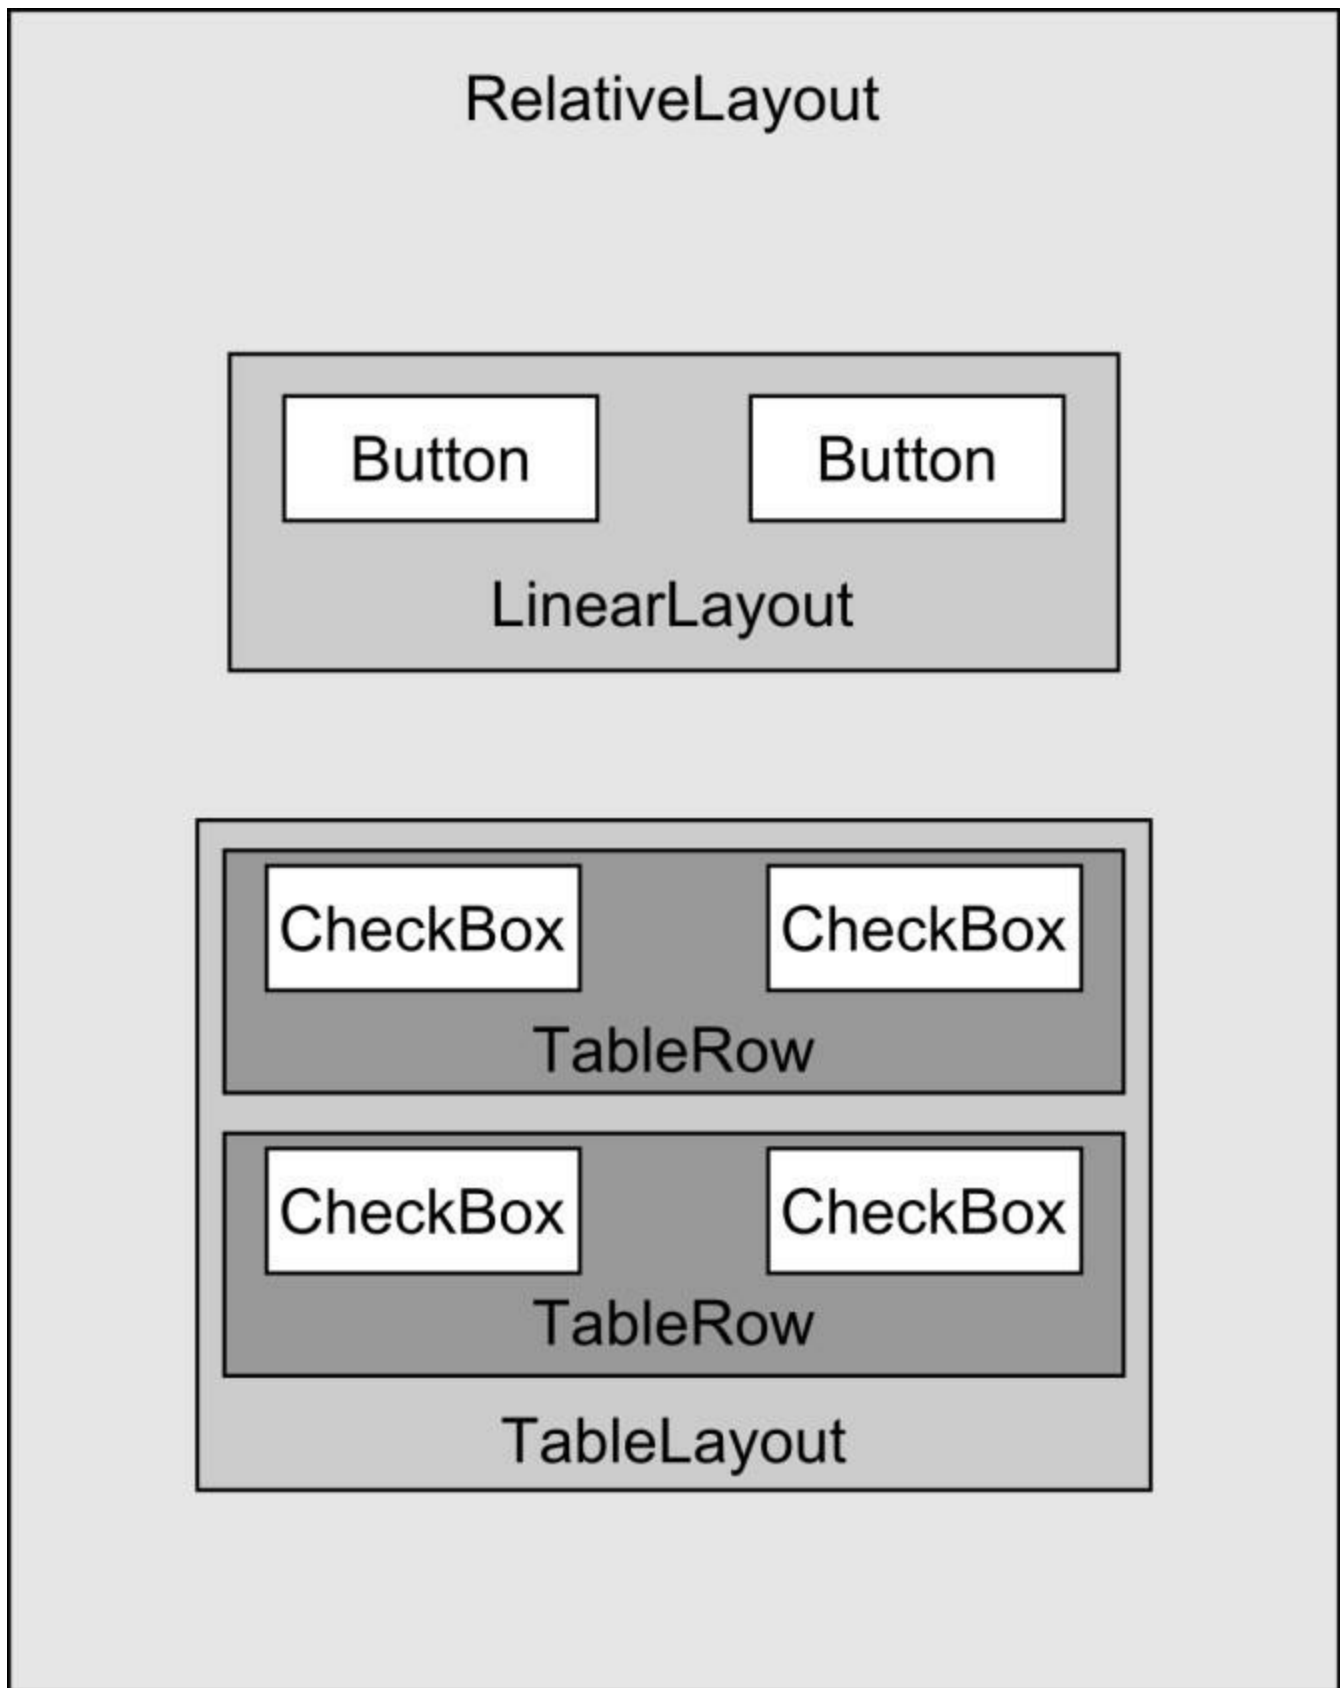 RelativeLayout
Button Button
LinearLayout
CheckBox CheckBox
TableRow
CheckBox CheckBox
TableRow
TableLayout